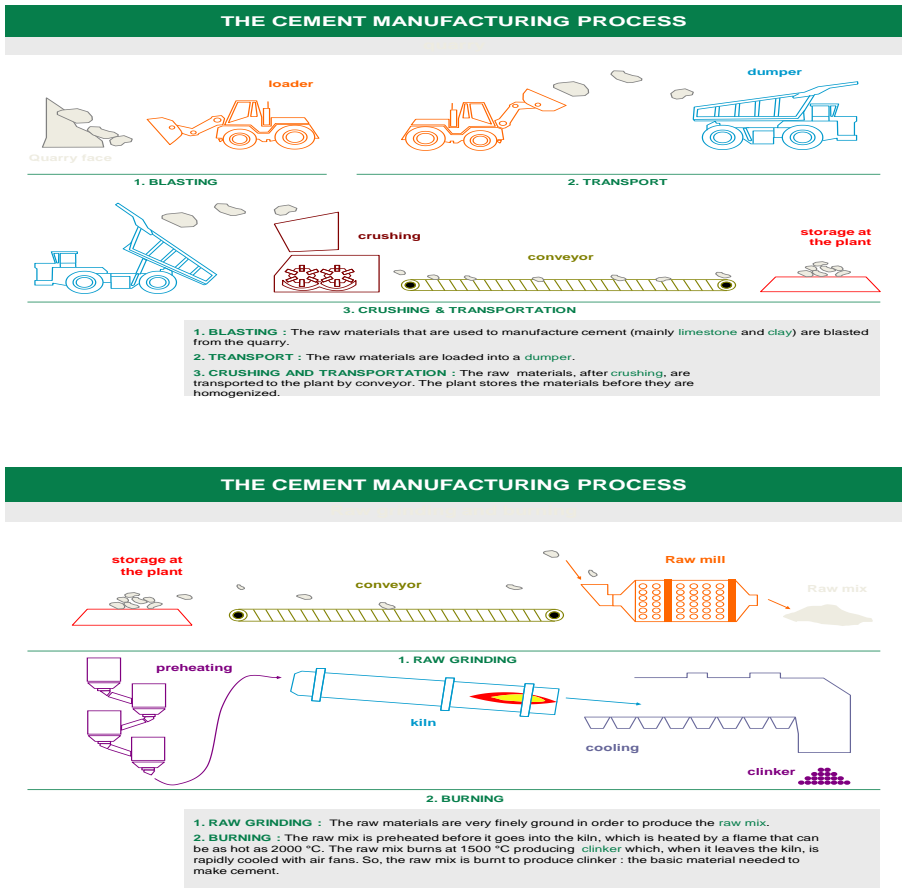 THE CEMENT MANUFACTURING PROCESS
loader
dumper
Quarry face
1. BLASTING
2. TRANSPORT
crushing
conveyor
storage at
the plant
3. CRUSHING & TRANSPORTATION
1. BLASTING : The raw materials that are used to manufacture cement (mainly limestone and clay) are blasted
from the quarry.
2. TRANSPORT : The raw materials are loaded into a dumper.
3. CRUSHING AND TRANSPORTATION : The raw materials, after crushing, are
transported to the plant by conveyor. The plant stores the materials before they are
homogenized.
THE CEMENT MANUFACTURING PROCESS
storage at
the plant
conveyor
Raw mill
Raw mix
1. RAW GRINDING
preheating
kiln
cooling
clinker
2. BURNING
1. RAW GRINDING : The raw materials are very finely ground in order to produce the raw mix.
2. BURNING : The raw mix is preheated before it goes into the kiln, which is heated by a flame that can
be as hot as 2000 °C. The raw mix burns at 1500 °C producing clinker which, when it leaves the kiln, is
rapidly cooled with air fans. So, the raw mix is burnt to produce clinker : the basic material needed to
make cement.